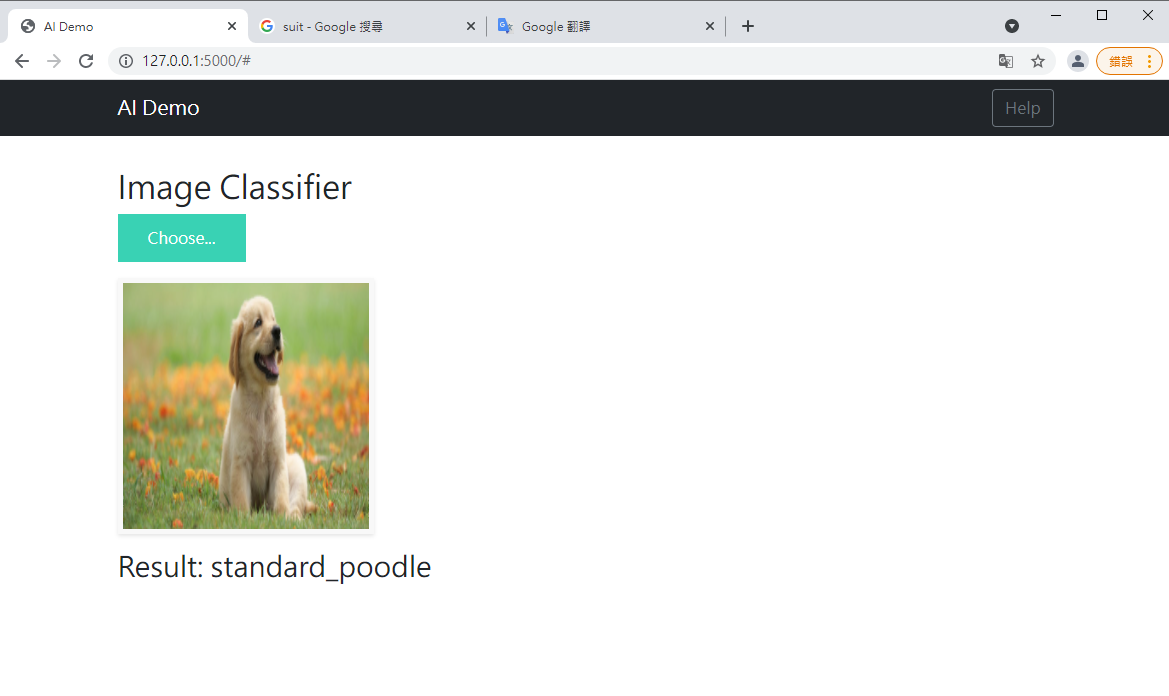 AI Demo
suit - Google 搜尋
Google 翻譯
127.0.0.1:5000/#
錯誤
AI Demo
Help
Image Classifier
Choose...
Result: standard_poodle